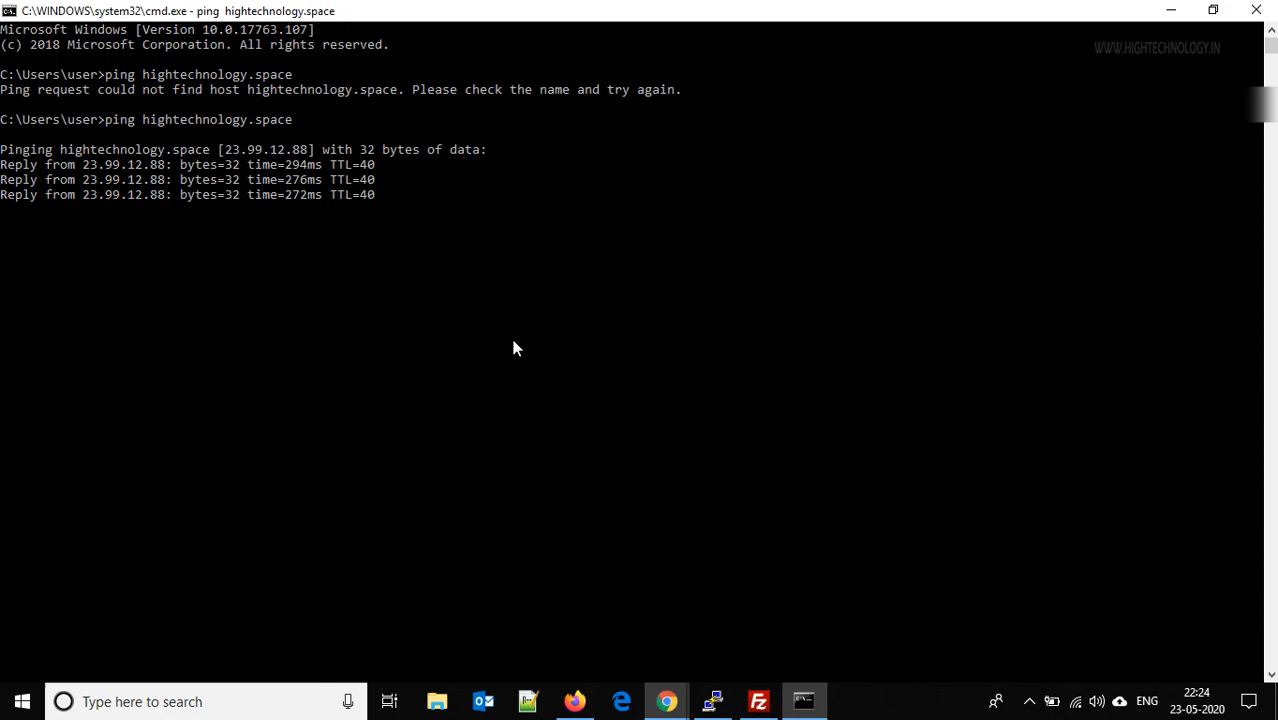 C:\WINDOWS\system32\cmd.exe - ping  hightechnology.space
Microsoft Windows [Version 10.0.17763.107]
(c) 2018 Microsoft Corporation. All rights reserved.
WWW.HIGHTECHNOLOGY.IN
C:\Users\user>ping hightechnology.space
Ping request could not find host hightechnology.space. Please check the name and try again.
C:\Users\user>ping hightechnology.space
Pinging hightechnology.space [23.99.12.88] with 32 bytes of data:
Reply from 23.99.12.88: bytes=32 time=294ms TTL=40
Reply from 23.99.12.88: bytes=32 time=276ms TTL=40
Reply from 23.99.12.88: bytes=32 time=272ms TTL=40
Type here to search
ENG
22:24
23-05-2020